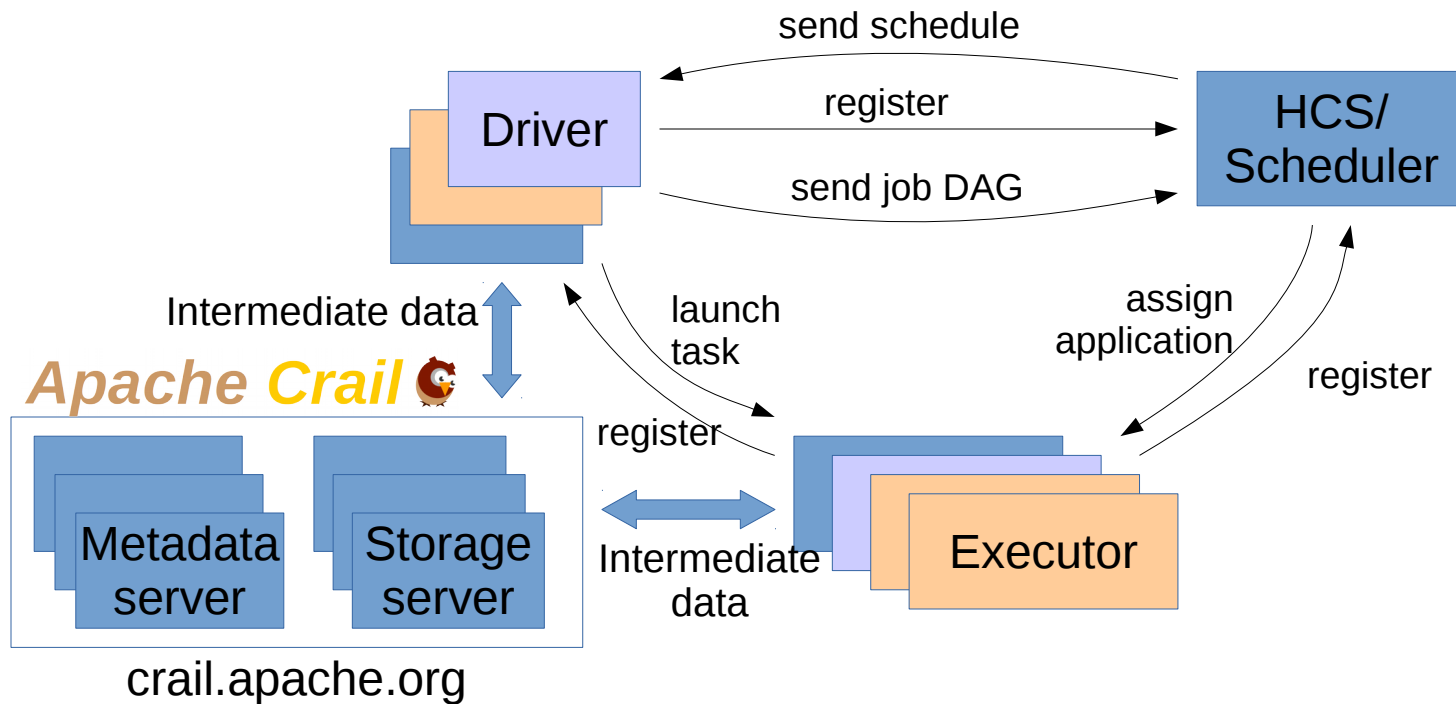 send schedule
Driver
register
HCS/
Scheduler
send job DAG
Intermediate data
launch
task
assign
application
register
Apache Crail
register
Metadata
server
Storage
server
Intermediate
data
Executor
crail.apache.org